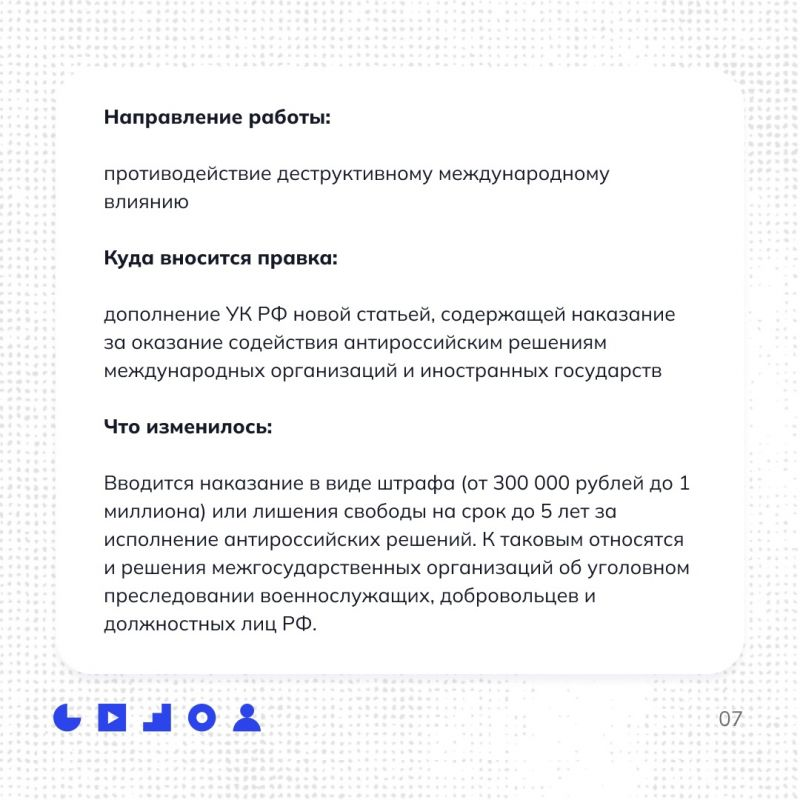 Направление работы:
противодействие деструктивному международному
влиянию
Куда вносится правка:
дополнение УК РФ новой статьей, содержащей наказание
за оказание содействия антироссийским решениям
международных организаций и иностранных государств
Что изменилось:
Вводится наказание в виде штрафа (от 300 000 рублей до 1
миллиона) или лишения свободы на срок до 5 лет за
исполнение антироссийских решений. К таковым относятся
и решения межгосударственных организаций об уголовном
преследовании военнослужащих, добровольцев и
должностных лиц РФ.
07